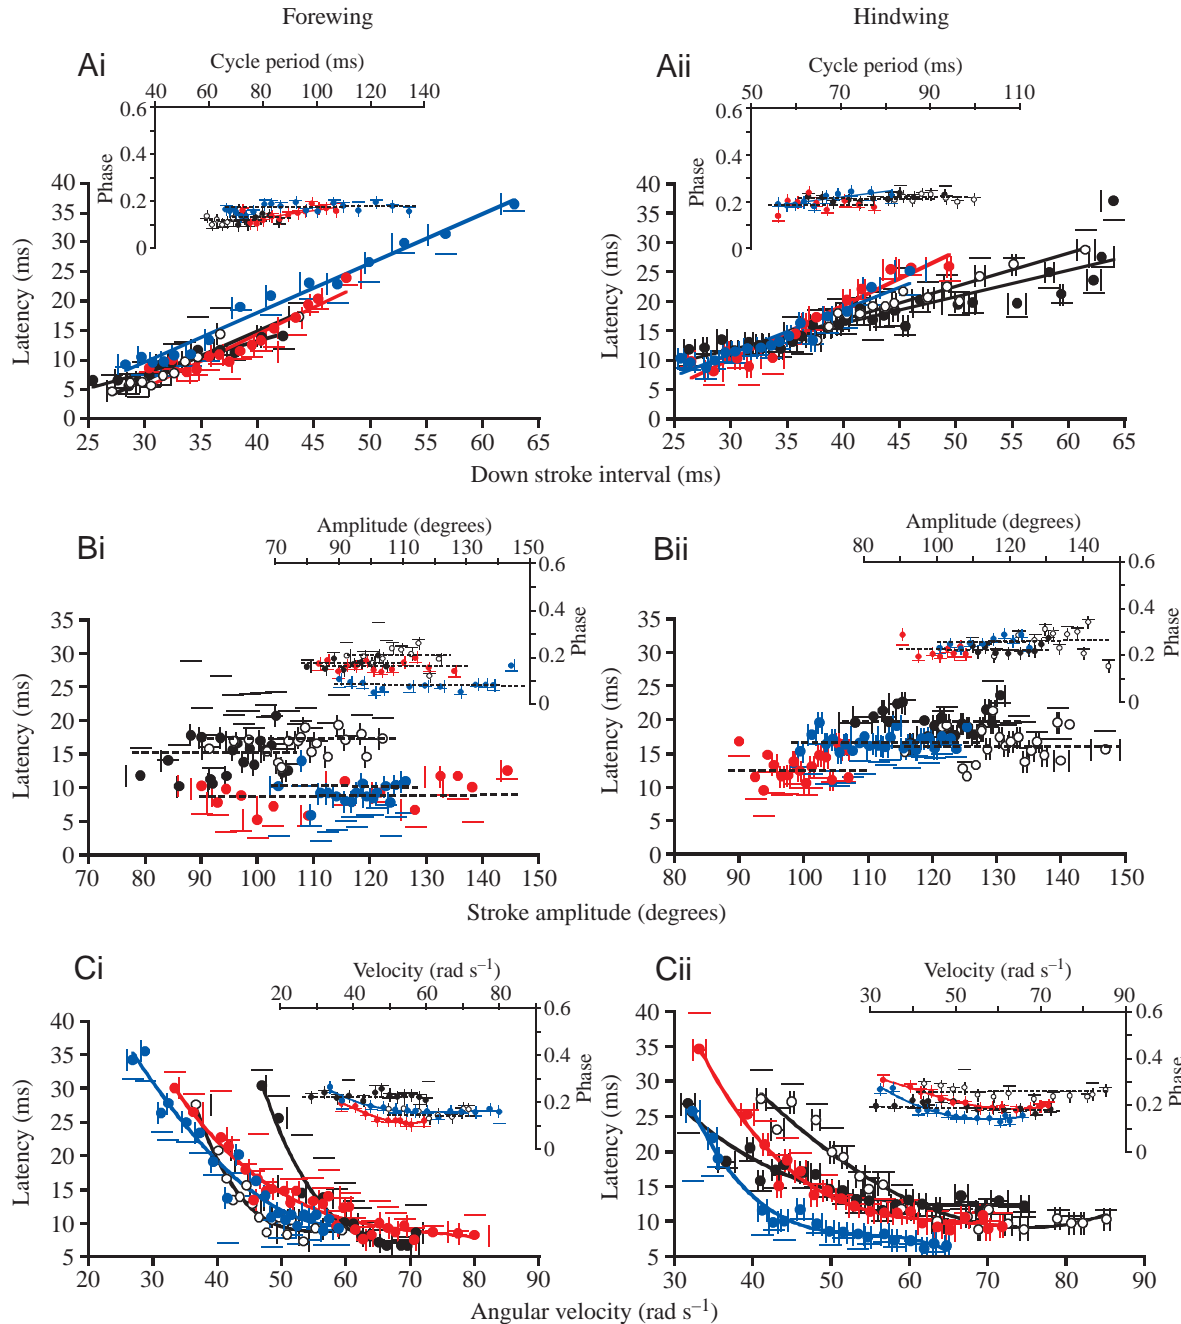 Forewing Hindwing
Ai Aii
Cycle period (ms) Cycle period (ms)
40 60 80 100 120 140 50 70 90 110
0.6 0.6
0.4 0.4
0.2 0.2
0 0
Phase Phase
40 40
35 35
30 30
25 25
20 20
15 15
10 10
5 5
0 0
Latency (ms) Latency (ms)
25 30 35 40 45 50 55 60 65 25 30 35 40 45 50 55 60 65
Down stroke interval (ms)
Bi Bii
Amplitude (degrees) Amplitude (degrees)
70 90 110 130 150 80 100 120 140
0.6 0.6
0.4 0.4
0.2 0.2
0 0
Phase Phase
35 35
30 30
25 25
20 20
15 15
10 10
5 5
0 0
Latency (ms) Latency (ms)
70 80 90 100 110 120 130 140 150 80 90 100 110 120 130 140 150
Stroke amplitude (degrees)
Ci Cii
Velocity (rad s–1) Velocity (rad s–1)
20 40 60 80 30 50 70 90
0.6 0.6
0.4 0.4
0.2 0.2
0 0
Phase Phase
40 40
35 35
30 30
25 25
20 20
15 15
10 10
5 5
Latency (ms) Latency (ms)
20 30 40 50 60 70 80 90 30 40 50 60 70 80 90
Angular velocity (rad s–1)